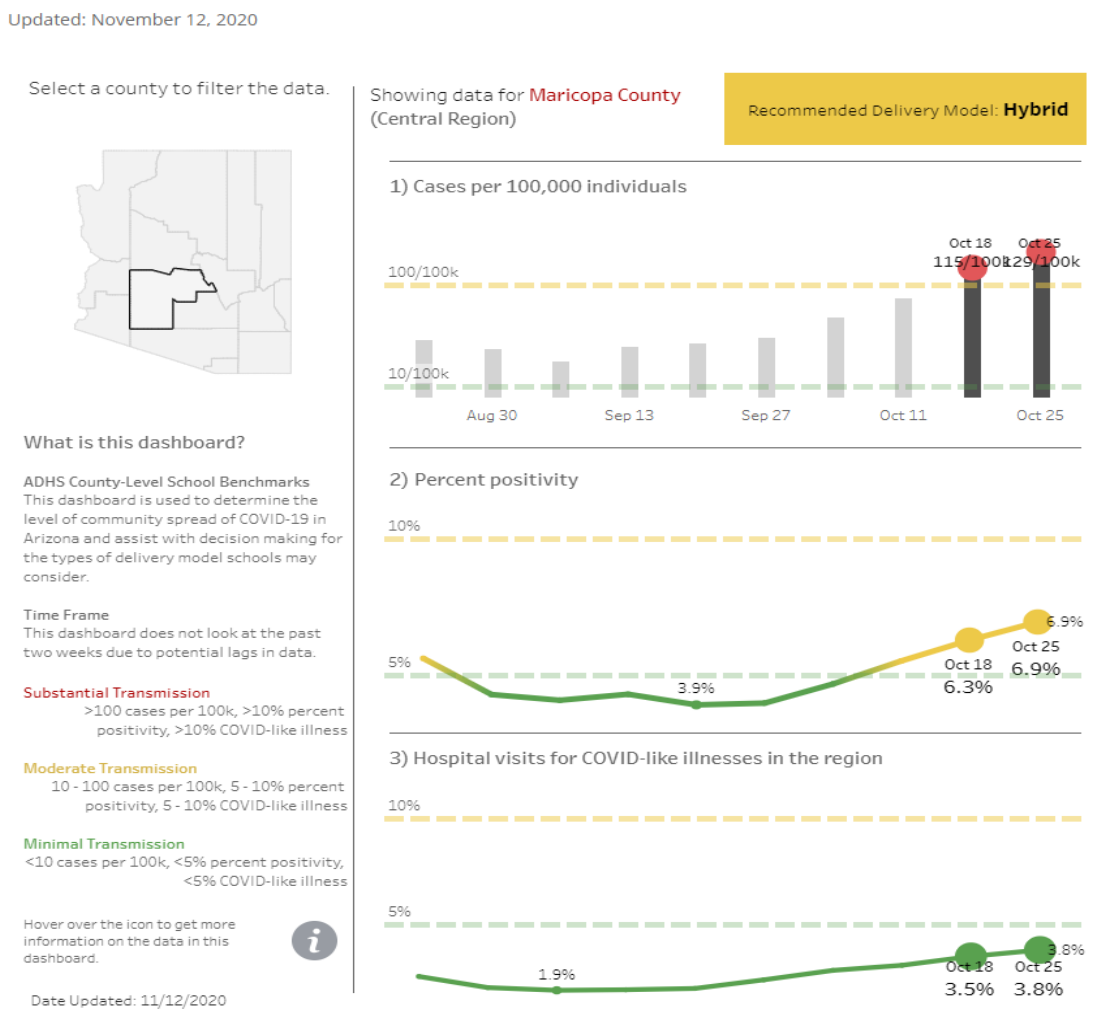 Updated: November 12, 2020
Select a county to filter the data.
What is this dashboard?
ADHS County-Level School Benchmarks
This dashboard is used to determine the
level of community spread of COVID-19 in
Arizona and assist with decision making for
the types of delivery model schools may
consider.
Time Frame
This dashboard does not look at the past
two weeks due to potential lags in data.
Substantial Transmission
>100 cases per 100k, >10% percent
positivity, >10% COVID-like illness
Moderate Transmission
10 - 100 cases per 100k, 5 - 10% percent
positivity, 5 - 10% COVID-like illness
Minimal Transmission
<10 cases per 100k, <5% percent positivity,
<5% COVID-like illness
Hover over the icon to get more
information on the data in this
dashboard.
i
Date Updated: 11/12/2020
Showing data for Maricopa County
(Central Region)
Recommended Delivery Model: Hybrid
1) Cases per 100,000 individuals
Oct 18
115/100k
Oct 25
129/100k
100/100k
10/100k
Aug 30
Sep 13
Sep 27
Oct 11
Oct 25
2) Percent positivity
10%
5%
3.9%
6.9%
Oct 18
6.3%
Oct 25
6.9%
3) Hospital visits for COVID-like illnesses in the region
10%
5%
1.9%
3.8%
Oct 18
3.5%
Oct 25
3.8%